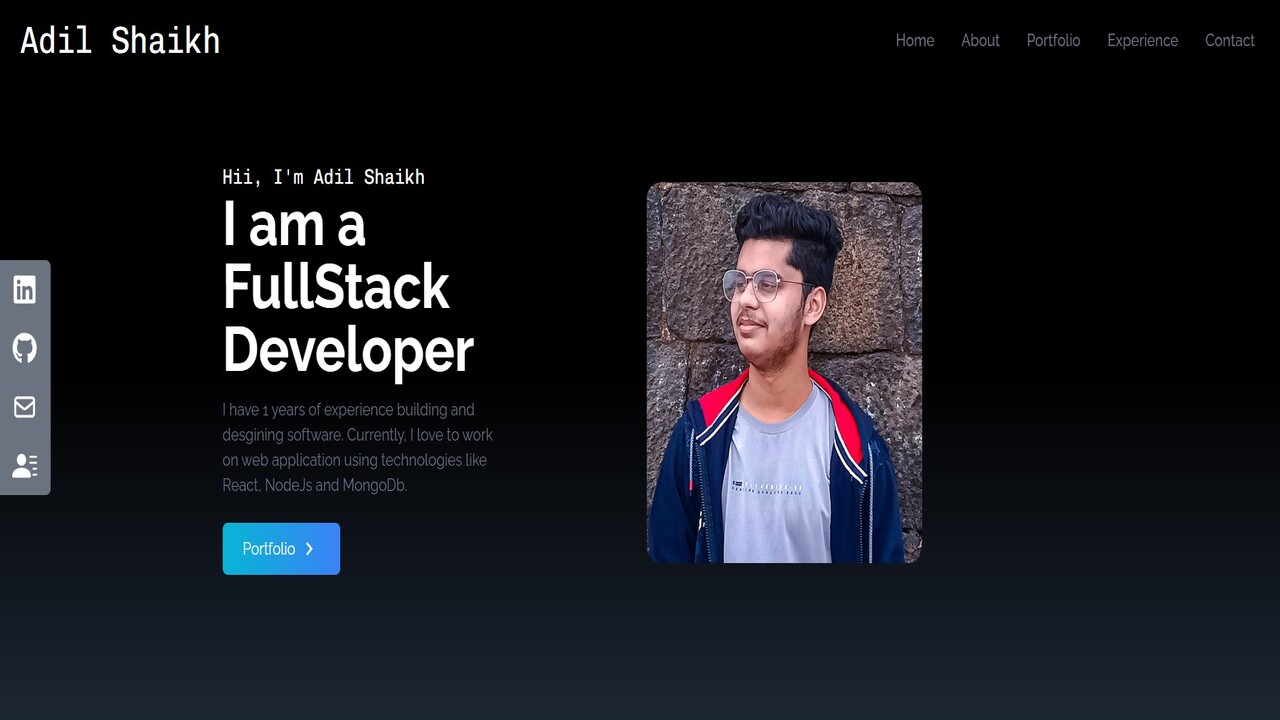 Adil Shaikh
Home About Portfolio Experience Contact
Hii, I'm Adil Shaikh
I am a
FullStack
Developer
I have 1 years of experience building and
desgining software. Currently, I love to work
on web application using technologies like
React, NodeJs and MongoDb.
Portfolio
in